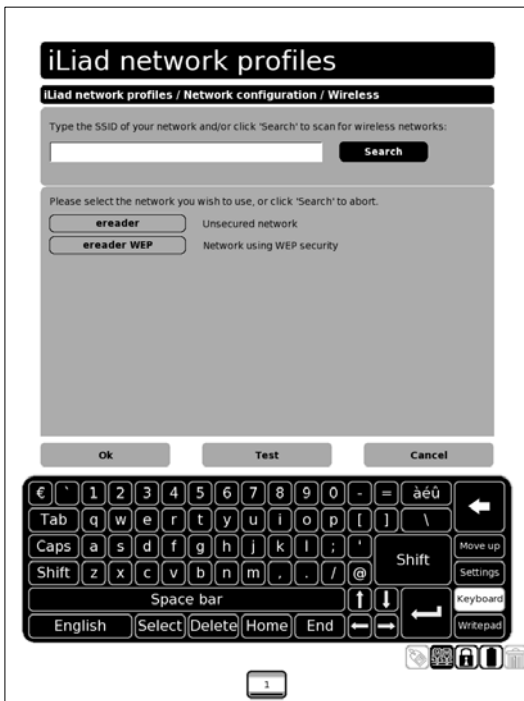 iLiad network profiles
iLiad network profiles / Network configuration / Wireless
Type the SSID of your network and/or click 'Search' to scan for wireless networks:
Search
Please select the network you wish to use, or click 'Search' to abort.
ereader Unsecured network
ereader WEP Network using WEP security
Ok Test Cancel
€ ` 1 2 3 4 5 6 7 8 9 0 - = àéû
Tab q w e r t y u i o p [ ] \
Caps a s d f g h j k l ; ' Shift Move up
Shift z x c v b n m , . / @ Settings
Space bar ↑ ↓ Keyboard
English Select Delete Home End ← → Writepad
1